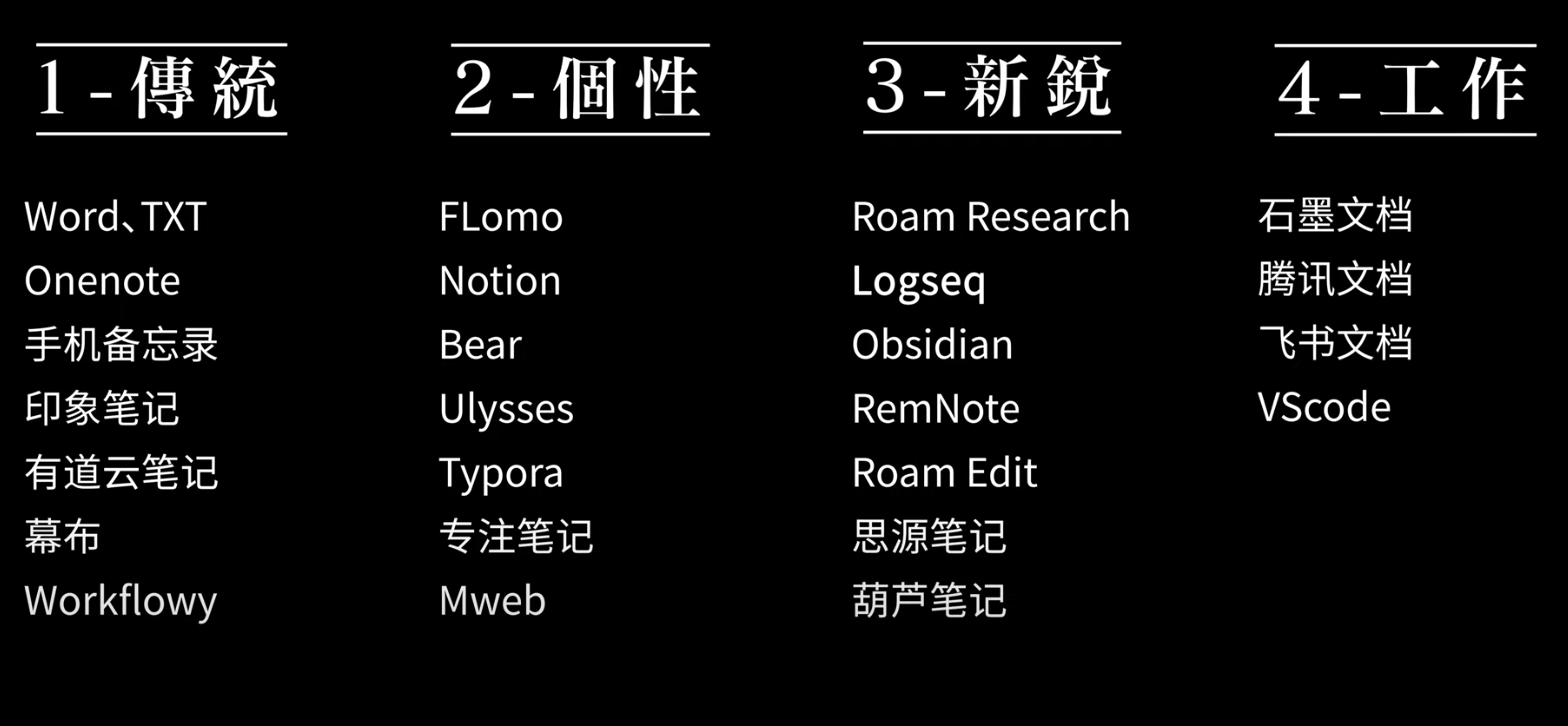 1-傳統
Word、TXT
Onenote
手机备忘录
印象笔记
有道云笔记
幕布
Workflowy
2-個性
FLomo
Notion
Bear
Ulysses
Typora
专注笔记
Mweb
3-新銳
Roam Research
Logseq
Obsidian
RemNote
Roam Edit
思源笔记
葫芦笔记
4-工作
石墨文档
腾讯文档
飞书文档
VScode